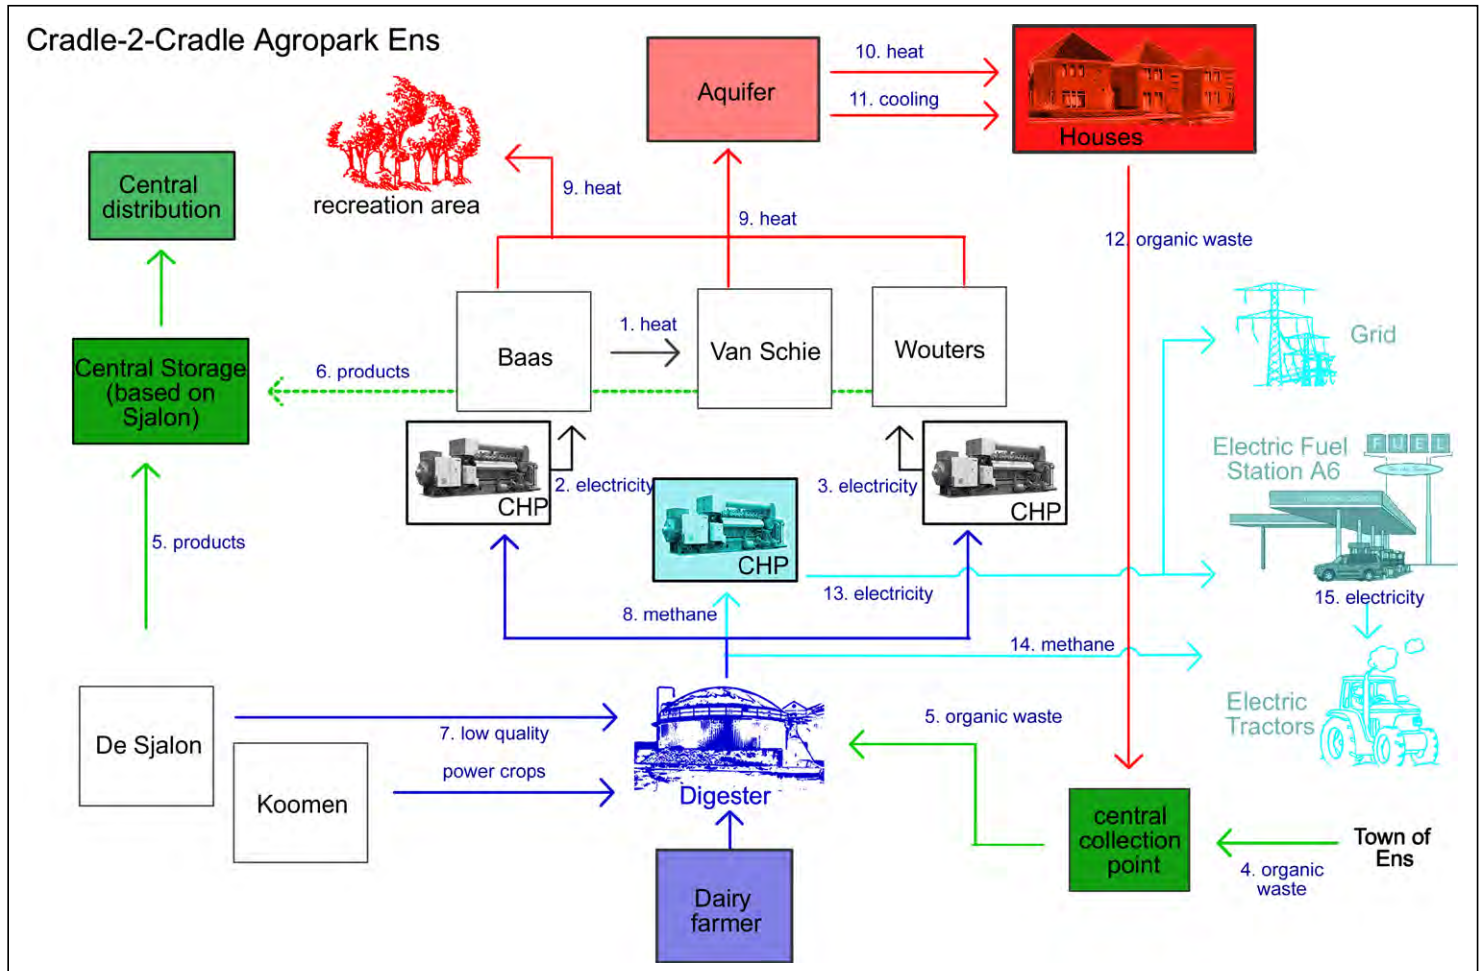 Cradle-2-Cradle Agropark Ens
10. heat
11. cooling
Aquifer
Houses
Central
distribution
recreation area
9. heat
9. heat
12. organic waste
Grid
Central Storage
(based on
Sjalon)
6. products
Baas
1. heat
Van Schie
Wouters
Electric Fuel
Station A6
FUEL
CHP
2. electricity
3. electricity
CHP
CHP
5. products
13. electricity
15. electricity
8. methane
14. methane
De Sjalon
7. low quality
power crops
Koomen
Digester
5. organic waste
Electric
Tractors
central
collection
point
Town of
Ens
4. organic
waste
Dairy
farmer